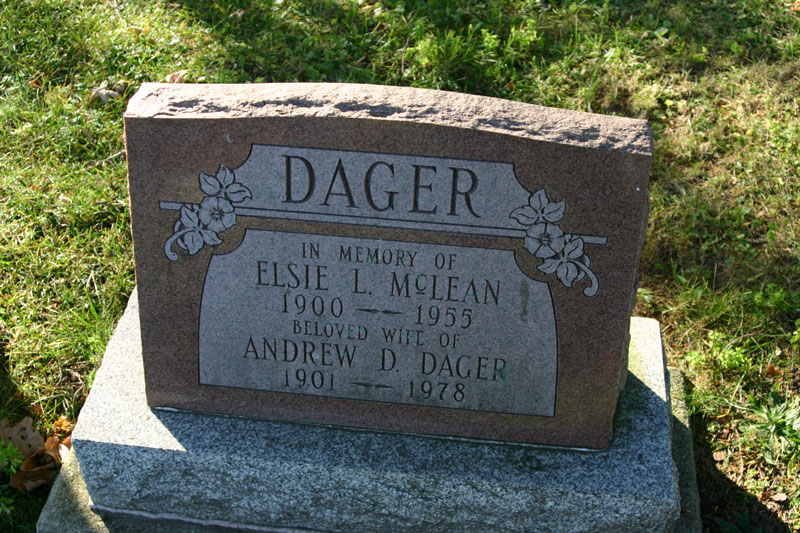 DAGER
IN MEMORY OF
ELSIE L. McLEAN
1900 — 1955
BELOVED WIFE OF
ANDREW D. DAGER
1901 — 1978